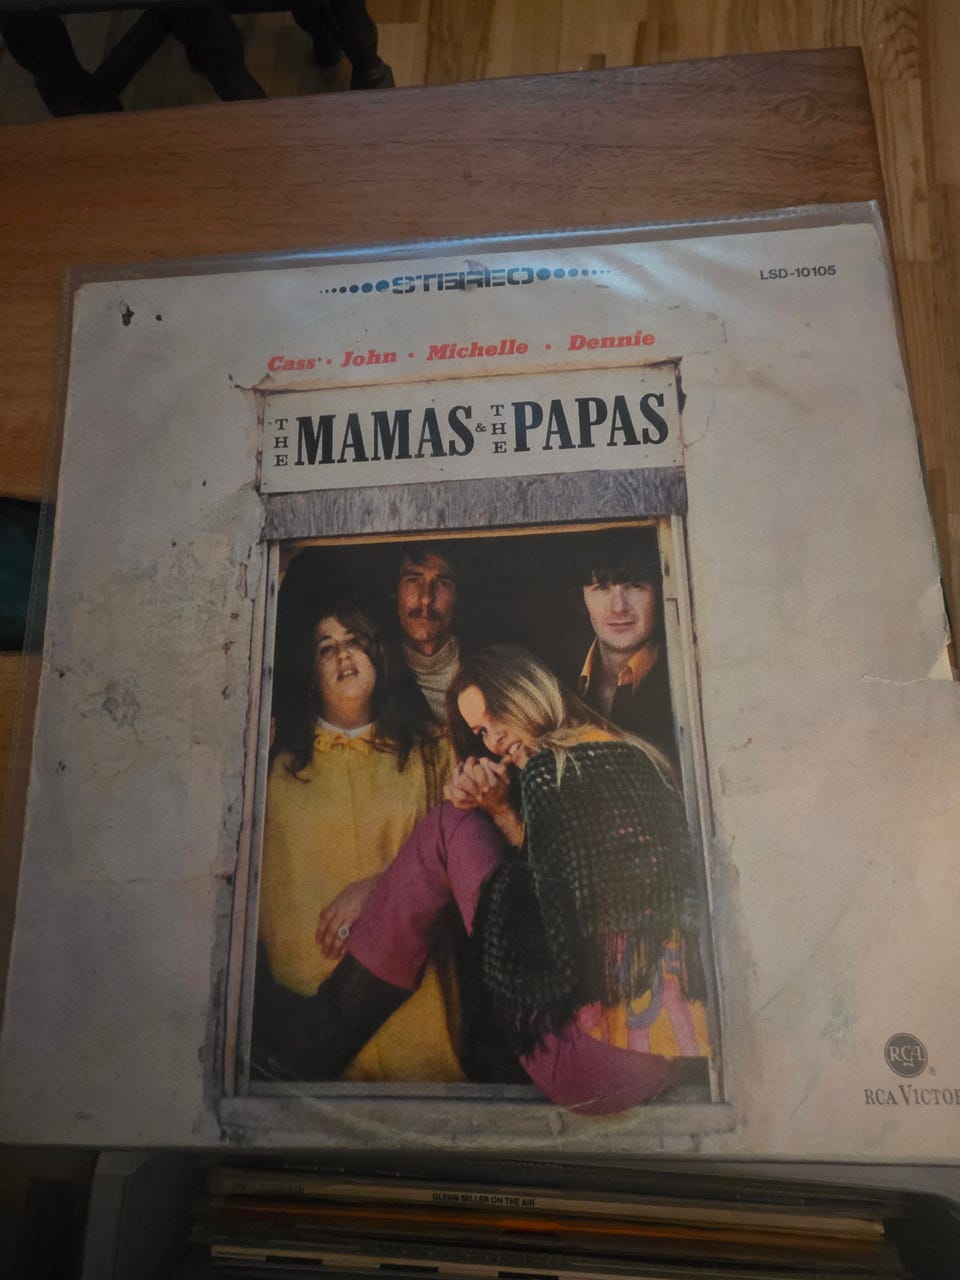 STEREO
LSD-10105
Cass · John · Michelle · Dennie
THE MAMAS & THE PAPAS
RCA
®
RCA VICTOR
GLENN MILLER ON THE AIR